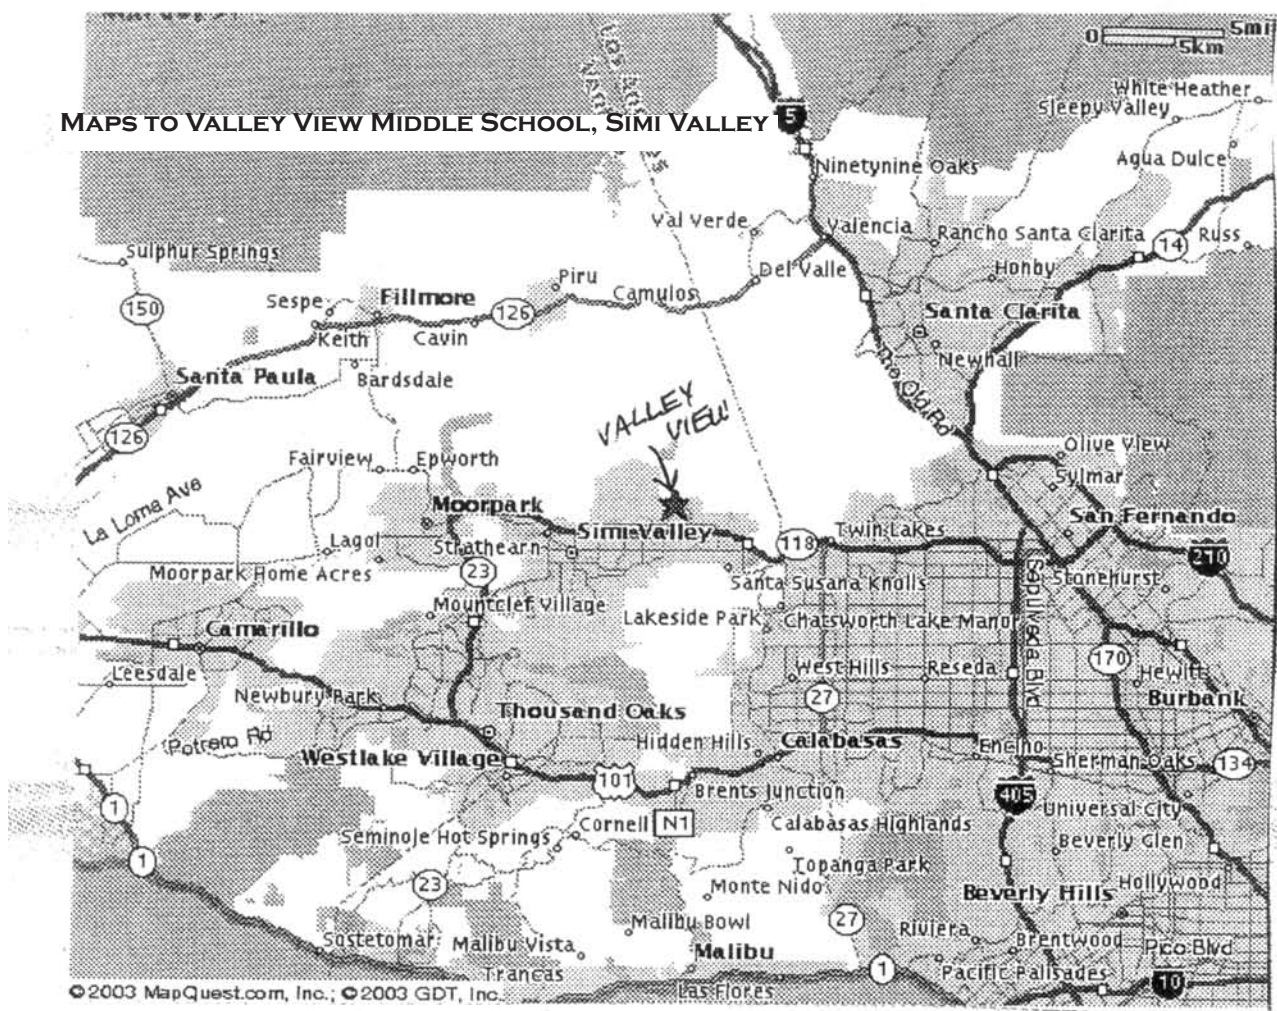 0 5mi
5km
White Heather
Sleepy Valley
MAPS TO VALLEY VIEW MIDDLE SCHOOL, SIMI VALLEY
5
Agua Dulce
Ninetynine Oaks
Val Verde
Valencia
Rancho Santa Clarita
14
Russ
Sulphur Springs
Del Valle
Honby
Piru
Sespe
Fillmore
Camulos
150
126
Santa Clarita
Keith
Cavin
Newhall
Santa Paula
Bardsdale
The Old Rd
VALLEY
VIEW!
126
Olive View
Fairview
Epworth
Sylmar
La Loma Ave
Moorpark
San Fernando
Simi Valley
Twin Lakes
118
Lagol
Strathearn
210
Moorpark Home Acres
23
Santa Susana Knolls
Stonehurst
Sepulveda Blvd
Mountclef Village
Lakeside Park
Chatsworth Lake Manor
Camarillo
170
Leesdale
West Hills
Reseda
Hewitt
Newbury Park
27
Burbank
Thousand Oaks
Potrero Rd
Hidden Hills
Calabasas
Encino
Westlake Village
Sherman Oaks
134
101
Brents Junction
405
1
Universal City
Seminole Hot Springs
Cornell
N1
Calabasas Highlands
Beverly Glen
1
Topanga Park
23
Monte Nido
Beverly Hills
Hollywood
Malibu Bowl
27
Riviera
Sostetomar
Malibu Vista
Malibu
Brentwood
Pico Blvd
Trancas
1
Pacific Palisades
Las Flores
10
©2003 MapQuest.com, Inc.; ©2003 GDT, Inc.